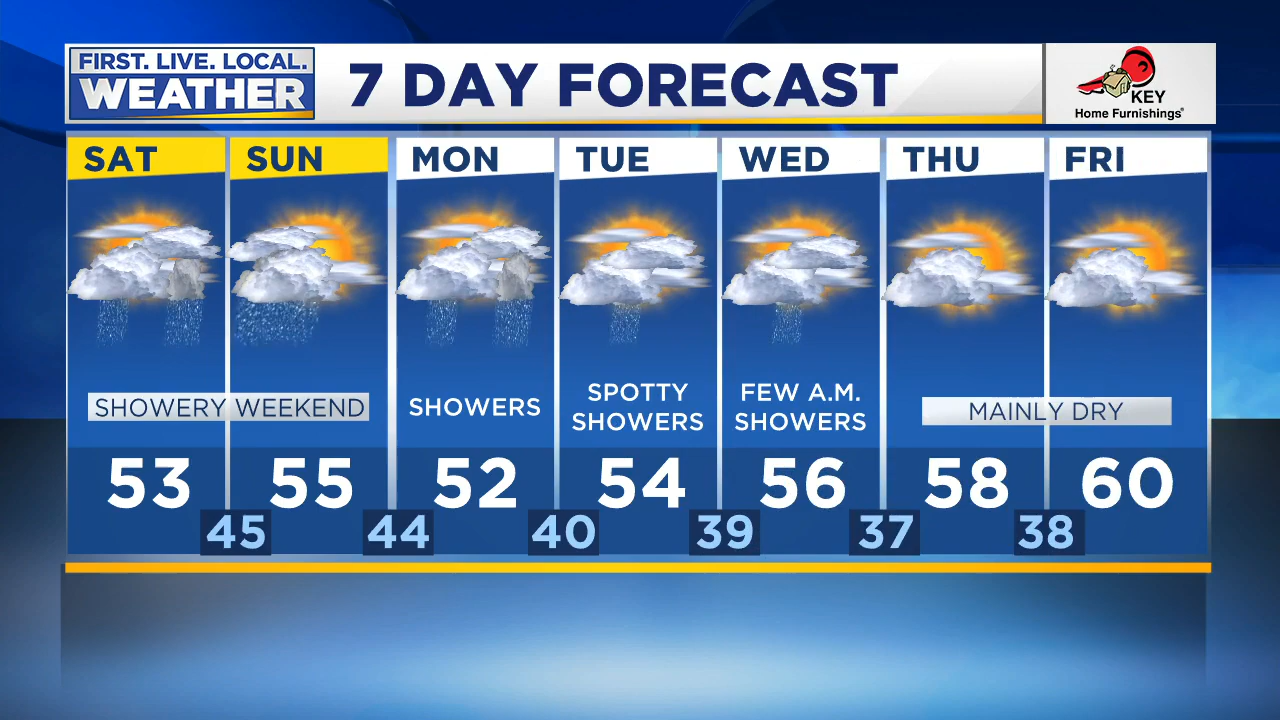 FIRST. LIVE. LOCAL.
WEATHER
7 DAY FORECAST
KEY
Home Furnishings®
SAT SUN MON TUE WED THU FRI
SHOWERY WEEKEND
SHOWERS
SPOTTY
SHOWERS
FEW A.M.
SHOWERS
MAINLY DRY
53 55 52 54 56 58 60
45 44 40 39 37 38